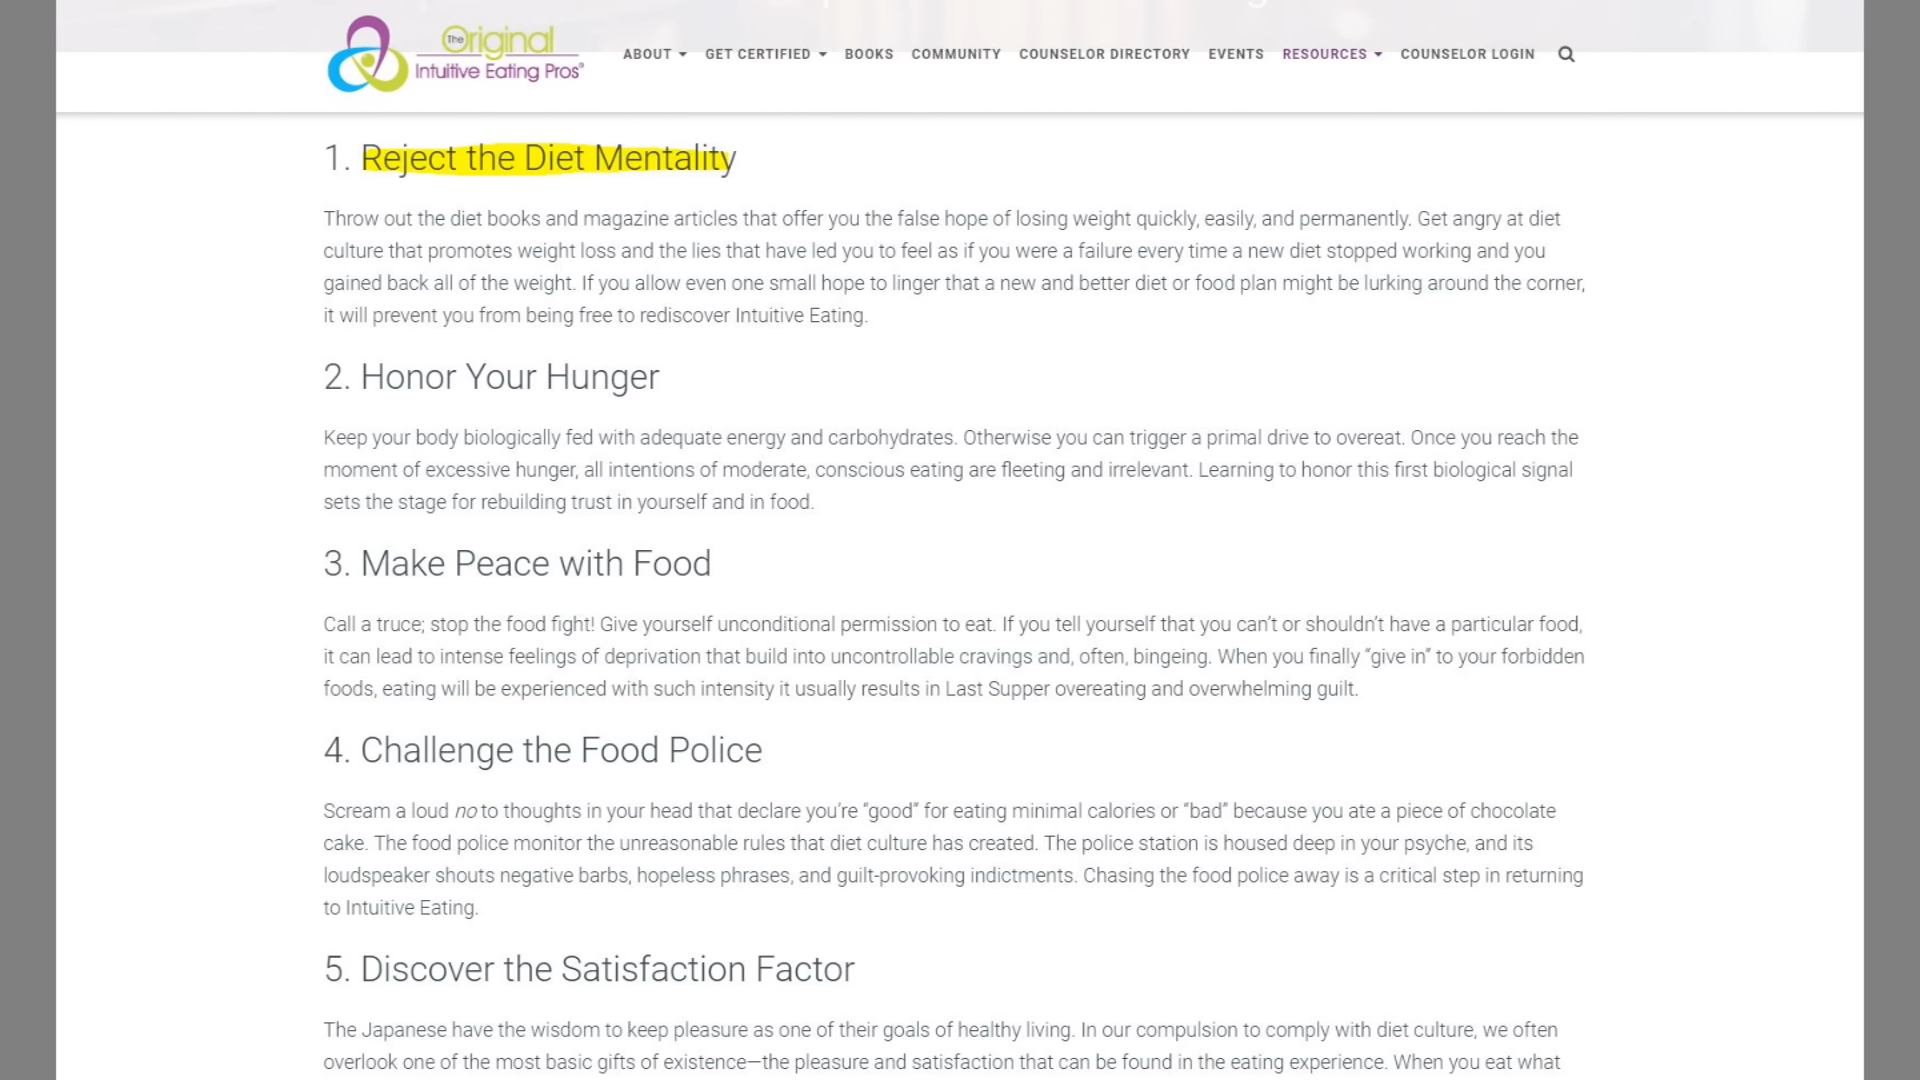 The Original
Intuitive Eating Pros®
ABOUT GET CERTIFIED BOOKS COMMUNITY COUNSELOR DIRECTORY EVENTS RESOURCES COUNSELOR LOGIN
1. Reject the Diet Mentality
Throw out the diet books and magazine articles that offer you the false hope of losing weight quickly, easily, and permanently. Get angry at diet
culture that promotes weight loss and the lies that have led you to feel as if you were a failure every time a new diet stopped working and you
gained back all of the weight. If you allow even one small hope to linger that a new and better diet or food plan might be lurking around the corner,
it will prevent you from being free to rediscover Intuitive Eating.
2. Honor Your Hunger
Keep your body biologically fed with adequate energy and carbohydrates. Otherwise you can trigger a primal drive to overeat. Once you reach the
moment of excessive hunger, all intentions of moderate, conscious eating are fleeting and irrelevant. Learning to honor this first biological signal
sets the stage for rebuilding trust in yourself and in food.
3. Make Peace with Food
Call a truce; stop the food fight! Give yourself unconditional permission to eat. If you tell yourself that you can’t or shouldn’t have a particular food,
it can lead to intense feelings of deprivation that build into uncontrollable cravings and, often, bingeing. When you finally “give in” to your forbidden
foods, eating will be experienced with such intensity it usually results in Last Supper overeating and overwhelming guilt.
4. Challenge the Food Police
Scream a loud no to thoughts in your head that declare you’re “good” for eating minimal calories or “bad” because you ate a piece of chocolate
cake. The food police monitor the unreasonable rules that diet culture has created. The police station is housed deep in your psyche, and its
loudspeaker shouts negative barbs, hopeless phrases, and guilt-provoking indictments. Chasing the food police away is a critical step in returning
to Intuitive Eating.
5. Discover the Satisfaction Factor
The Japanese have the wisdom to keep pleasure as one of their goals of healthy living. In our compulsion to comply with diet culture, we often
overlook one of the most basic gifts of existence—the pleasure and satisfaction that can be found in the eating experience. When you eat what